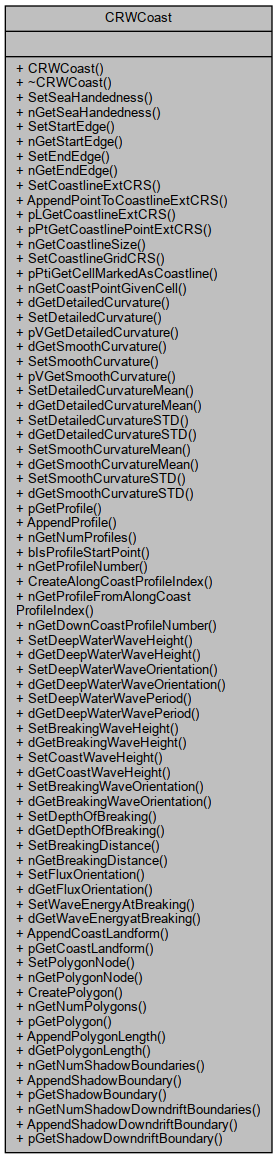 CRWCoast
+ CRWCoast()
+ ~CRWCoast()
+ SetSeaHandedness()
+ nGetSeaHandedness()
+ SetStartEdge()
+ nGetStartEdge()
+ SetEndEdge()
+ nGetEndEdge()
+ SetCoastlineExtCRS()
+ AppendPointToCoastlineExtCRS()
+ pLGetCoastlineExtCRS()
+ pPtGetCoastlinePointExtCRS()
+ nGetCoastlineSize()
+ SetCoastlineGridCRS()
+ pPtiGetCellMarkedAsCoastline()
+ nGetCoastPointGivenCell()
+ dGetDetailedCurvature()
+ SetDetailedCurvature()
+ pVGetDetailedCurvature()
+ dGetSmoothCurvature()
+ SetSmoothCurvature()
+ pVGetSmoothCurvature()
+ SetDetailedCurvatureMean()
+ dGetDetailedCurvatureMean()
+ SetDetailedCurvatureSTD()
+ dGetDetailedCurvatureSTD()
+ SetSmoothCurvatureMean()
+ dGetSmoothCurvatureMean()
+ SetSmoothCurvatureSTD()
+ dGetSmoothCurvatureSTD()
+ pGetProfile()
+ AppendProfile()
+ nGetNumProfiles()
+ bIsProfileStartPoint()
+ nGetProfileNumber()
+ CreateAlongCoastProfileIndex()
+ nGetProfileFromAlongCoast
ProfileIndex()
+ nGetDownCoastProfileNumber()
+ SetDeepWaterWaveHeight()
+ dGetDeepWaterWaveHeight()
+ SetDeepWaterWaveOrientation()
+ dGetDeepWaterWaveOrientation()
+ SetDeepWaterWavePeriod()
+ dGetDeepWaterWavePeriod()
+ SetBreakingWaveHeight()
+ dGetBreakingWaveHeight()
+ SetCoastWaveHeight()
+ dGetCoastWaveHeight()
+ SetBreakingWaveOrientation()
+ dGetBreakingWaveOrientation()
+ SetDepthOfBreaking()
+ dGetDepthOfBreaking()
+ SetBreakingDistance()
+ nGetBreakingDistance()
+ SetFluxOrientation()
+ dGetFluxOrientation()
+ SetWaveEnergyAtBreaking()
+ dGetWaveEnergyatBreaking()
+ AppendCoastLandform()
+ pGetCoastLandform()
+ SetPolygonNode()
+ nGetPolygonNode()
+ CreatePolygon()
+ nGetNumPolygons()
+ pGetPolygon()
+ AppendPolygonLength()
+ dGetPolygonLength()
+ nGetNumShadowBoundaries()
+ AppendShadowBoundary()
+ pGetShadowBoundary()
+ nGetNumShadowDowndriftBoundaries()
+ AppendShadowDowndriftBoundary()
+ pGetShadowDowndriftBoundary()